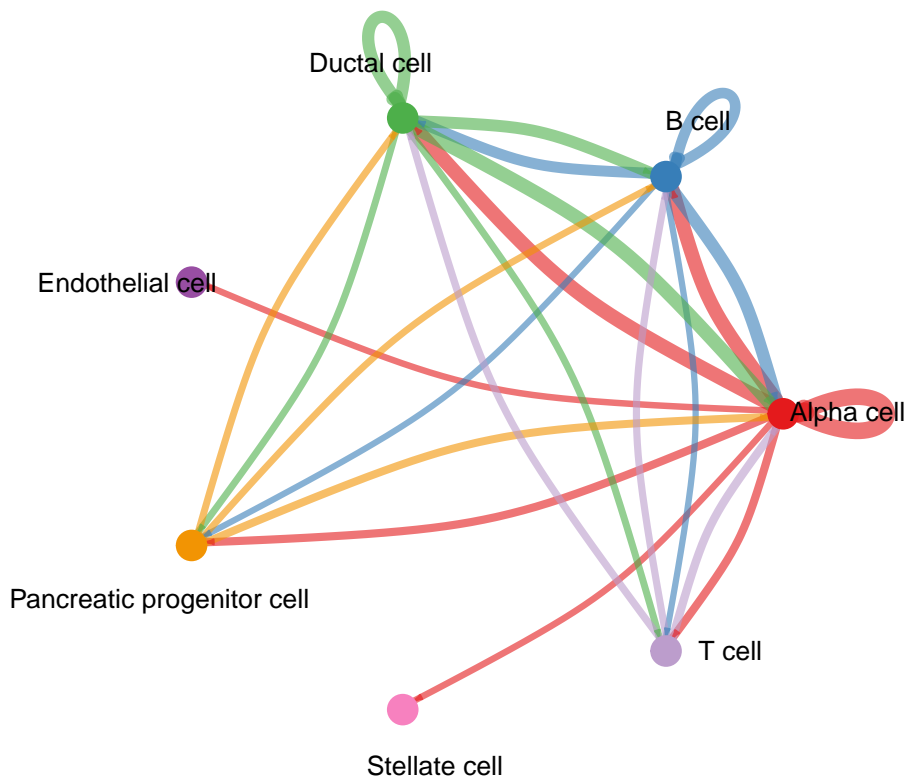 Ductal cell
B cell
Endothelial cell
Alpha cell
Pancreatic progenitor cell
T cell
Stellate cell